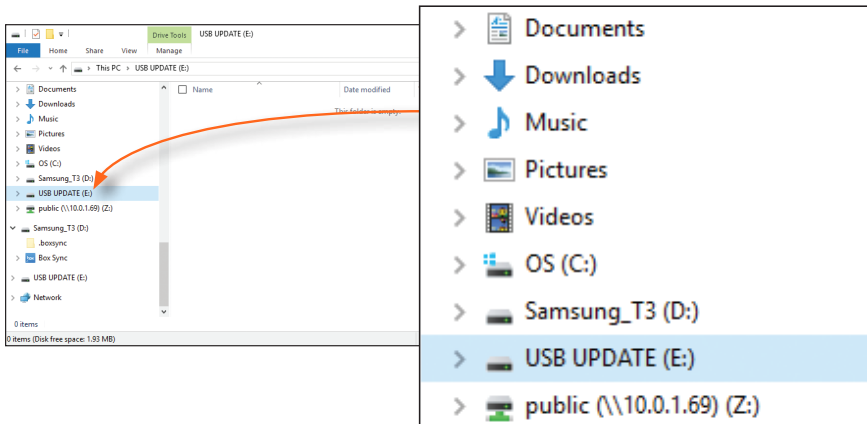 Drive Tools USB UPDATE (E:)
File Home Share View Manage
This PC > USB UPDATE (E:)
Name Date modified
This folder is empty.
Documents
Downloads
Music
Pictures
Videos
OS (C:)
Samsung_T3 (D:)
USB UPDATE (E:)
public (\\10.0.1.69) (Z:)
Samsung_T3 (D:)
.boxsync
Box Sync
USB UPDATE (E:)
Network
0 items
0 items (Disk free space: 1.93 MB)
Documents
Downloads
Music
Pictures
Videos
OS (C:)
Samsung_T3 (D:)
USB UPDATE (E:)
public (\\10.0.1.69) (Z:)